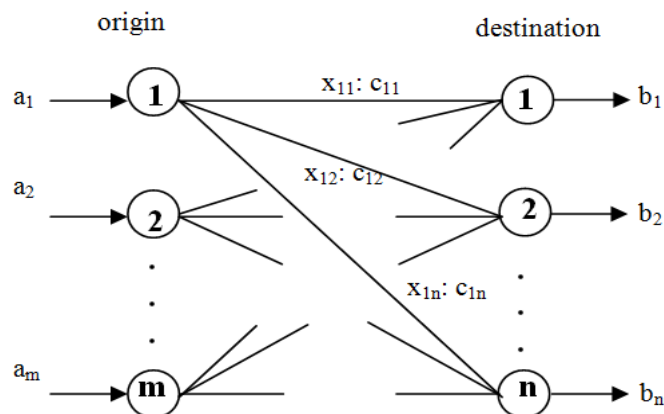 origin
destination
a₁ 1 x₁₁: c₁₁ 1 b₁
a₂ 2 x₁₂: c₁₂ 2 b₂
x₁ₙ: c₁ₙ
aₘ m n bₙ